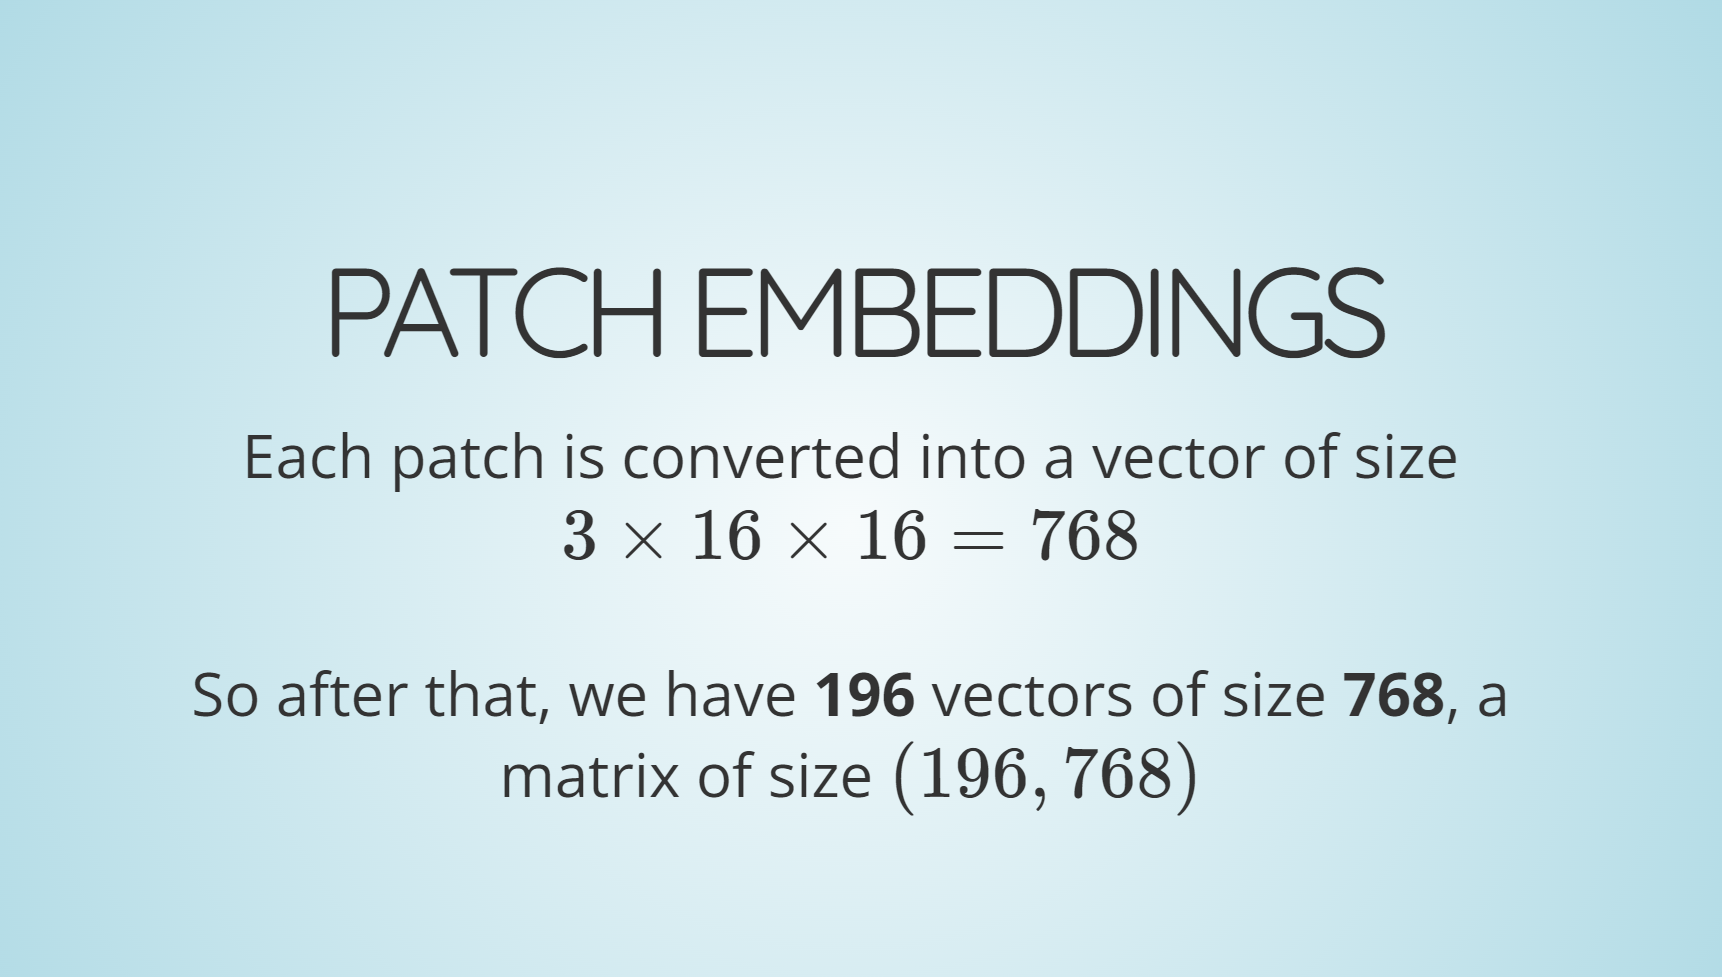 PATCH EMBEDDINGS
Each patch is converted into a vector of size
3 × 16 × 16 = 768
So after that, we have 196 vectors of size 768, a
matrix of size (196, 768)